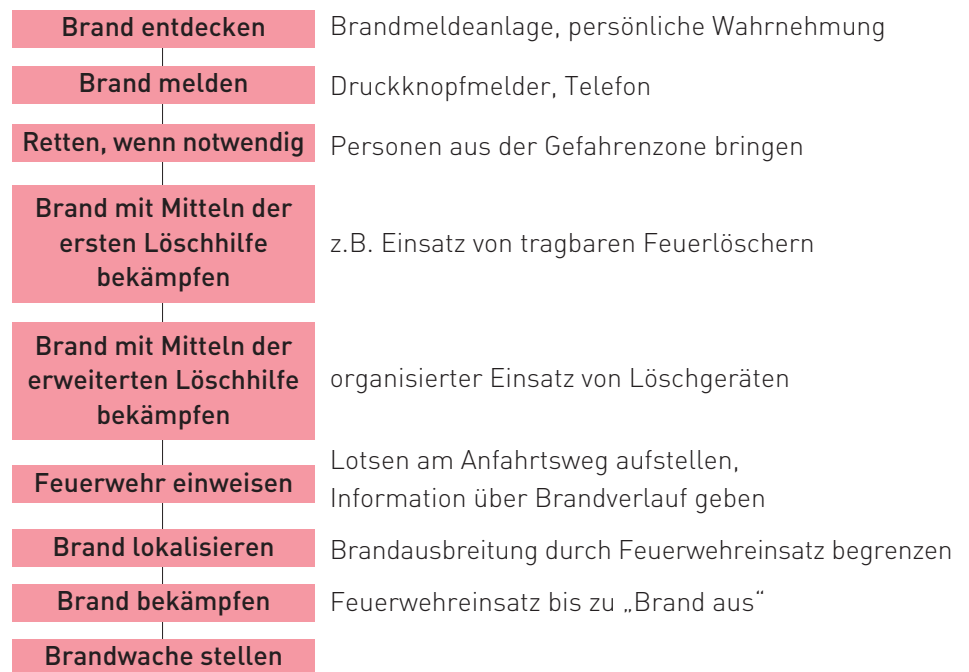 Brand entdecken
Brandmeldeanlage, persönliche Wahrnehmung
Brand melden
Druckknopfmelder, Telefon
Retten, wenn notwendig
Personen aus der Gefahrenzone bringen
Brand mit Mitteln der
ersten Löschhilfe
bekämpfen
z.B. Einsatz von tragbaren Feuerlöschern
Brand mit Mitteln der
erweiterten Löschhilfe
bekämpfen
organisierter Einsatz von Löschgeräten
Feuerwehr einweisen
Lotsen am Anfahrtsweg aufstellen,
Information über Brandverlauf geben
Brand lokalisieren
Brandausbreitung durch Feuerwehreinsatz begrenzen
Brand bekämpfen
Feuerwehreinsatz bis zu „Brand aus“
Brandwache stellen